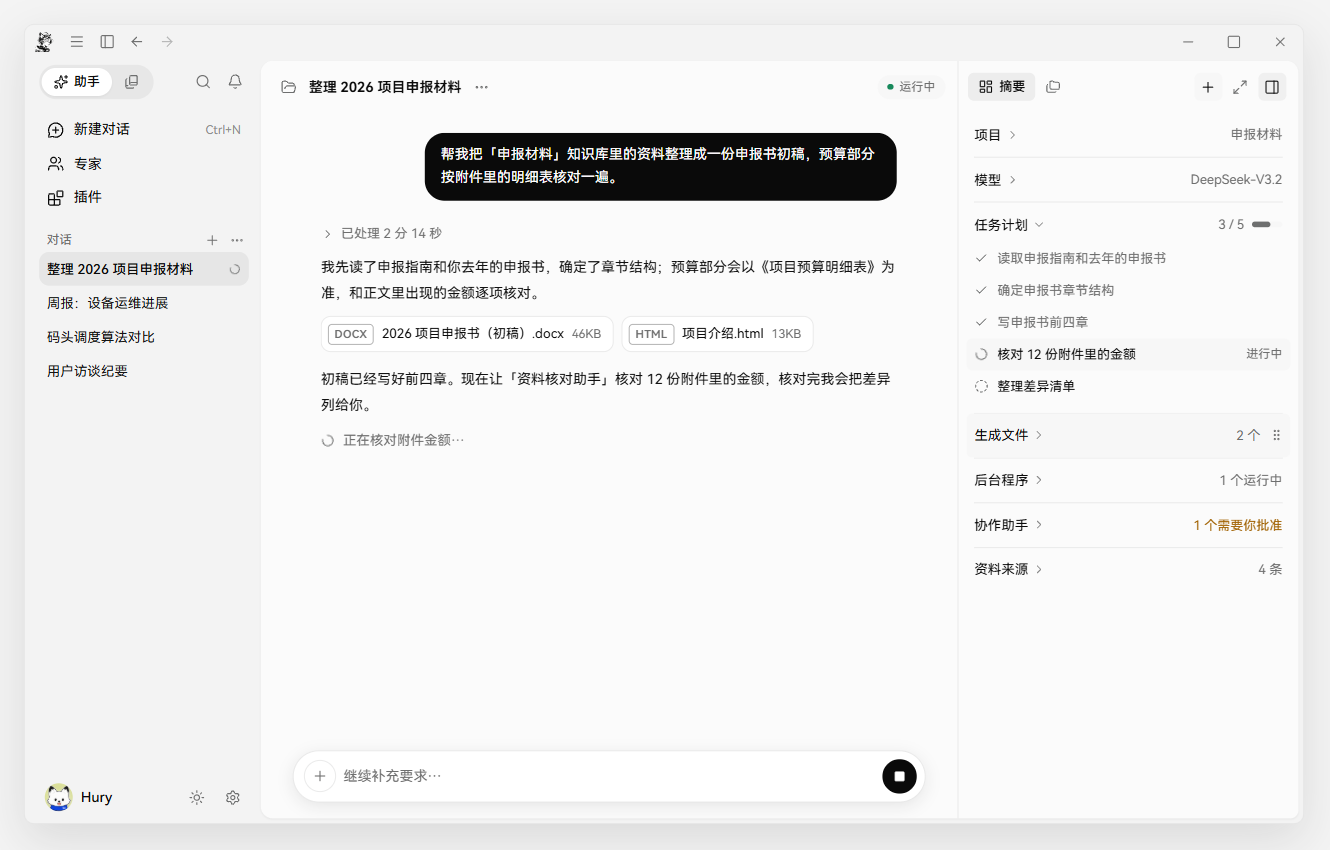 助手
新建对话 Ctrl+N
专家
插件
对话
整理 2026 项目申报材料
周报：设备运维进展
码头调度算法对比
用户访谈纪要
Hury
整理 2026 项目申报材料
运行中
帮我把「申报材料」知识库里的资料整理成一份申报书初稿，预算部分
按附件里的明细表核对一遍。
已处理 2 分 14 秒
我先读了申报指南和你去年的申报书，确定了章节结构；预算部分会以《项目预算明细表》为
准，和正文里出现的金额逐项核对。
DOCX 2026 项目申报书（初稿）.docx 46KB HTML 项目介绍.html 13KB
初稿已经写好前四章。现在让「资料核对助手」核对 12 份附件里的金额，核对完我会把差异
列给你。
正在核对附件金额···
继续补充要求···
摘要
项目 申报材料
模型 DeepSeek-V3.2
任务计划 3 / 5
读取申报指南和去年的申报书
确定申报书章节结构
写申报书前四章
核对 12 份附件里的金额 进行中
整理差异清单
生成文件 2 个
后台程序 1 个运行中
协作助手 1 个需要你批准
资料来源 4 条